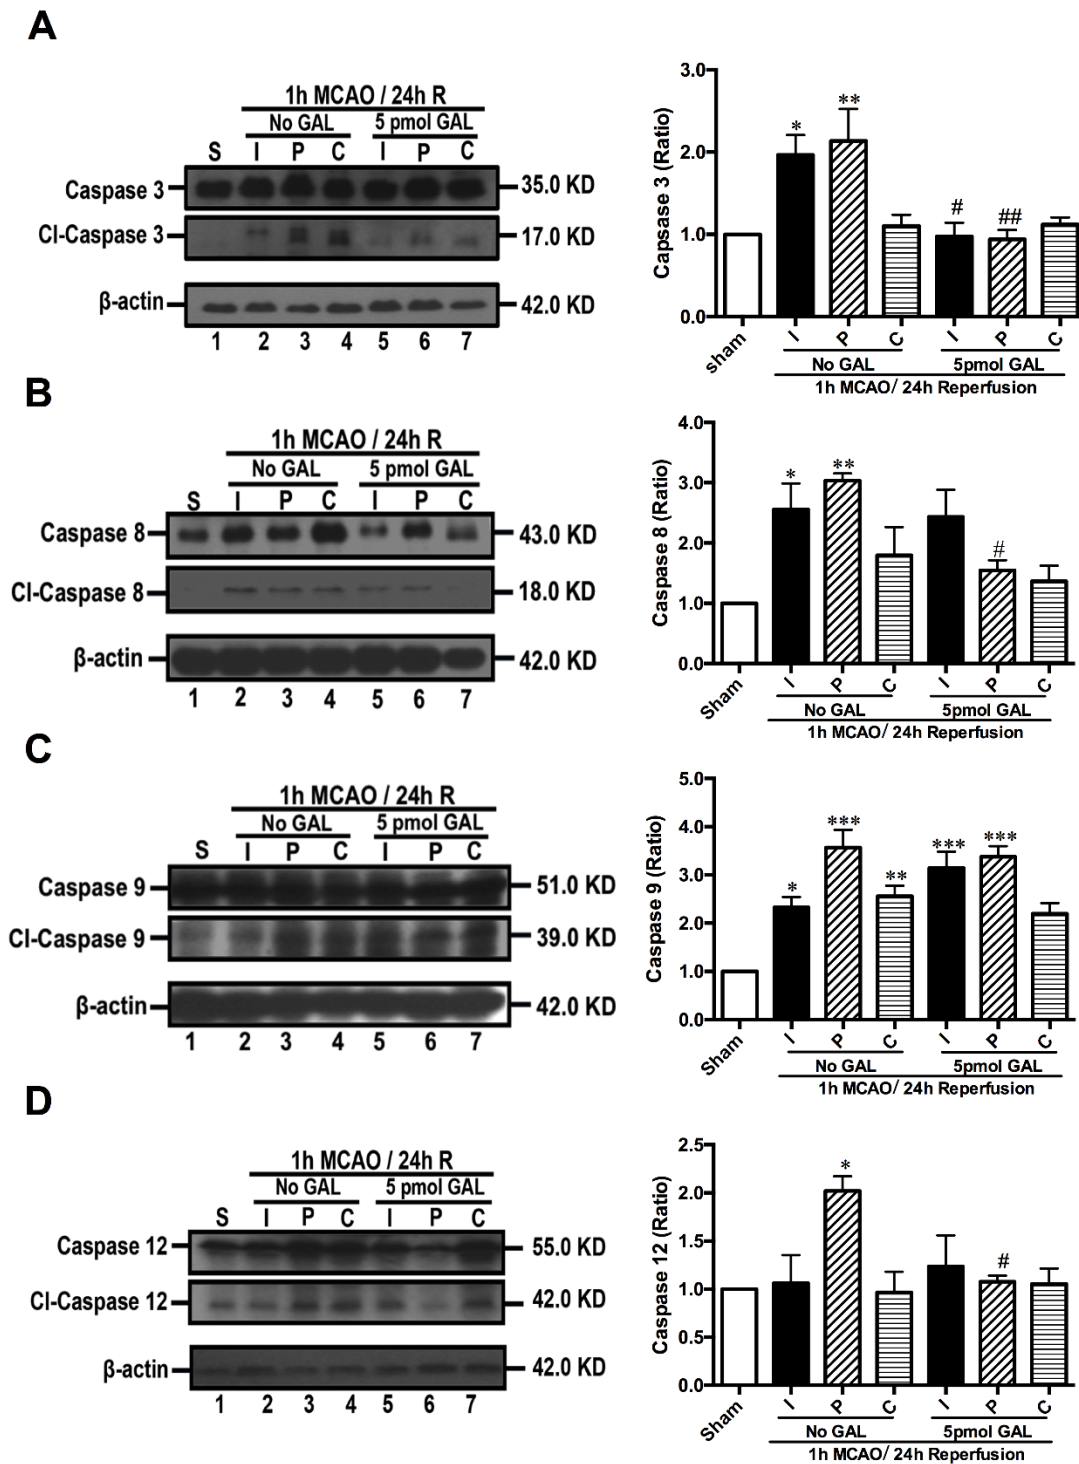 A
1h MCAO / 24h R
No GAL 5 pmol GAL
S I P C I P C
Caspase 3 35.0 KD
Cl-Caspase 3 17.0 KD
β-actin 42.0 KD
1 2 3 4 5 6 7
Capsase 3 (Ratio)
3.0
2.0
1.0
0.0
* ** # ##
sham I P C I P C
No GAL 5pmol GAL
1h MCAO/ 24h Reperfusion
B
1h MCAO / 24h R
No GAL 5 pmol GAL
S I P C I P C
Caspase 8 43.0 KD
Cl-Caspase 8 18.0 KD
β-actin 42.0 KD
1 2 3 4 5 6 7
Caspase 8 (Ratio)
4.0
3.0
2.0
1.0
0.0
* ** #
Sham I P C I P C
No GAL 5pmol GAL
1h MCAO/ 24h Reperfusion
C
1h MCAO / 24h R
No GAL 5 pmol GAL
S I P C I P C
Caspase 9 51.0 KD
Cl-Caspase 9 39.0 KD
β-actin 42.0 KD
1 2 3 4 5 6 7
Caspase 9 (Ratio)
5.0
4.0
3.0
2.0
1.0
0.0
* *** ** *** ***
Sham I P C I P C
No GAL 5pmol GAL
1h MCAO/ 24h Reperfusion
D
1h MCAO / 24h R
No GAL 5 pmol GAL
S I P C I P C
Caspase 12 55.0 KD
Cl-Caspase 12 42.0 KD
β-actin 42.0 KD
1 2 3 4 5 6 7
Caspase 12 (Ratio)
2.5
2.0
1.5
1.0
0.5
0.0
* #
Sham I P C I P C
No GAL 5pmol GAL
1h MCAO/ 24h Reperfusion